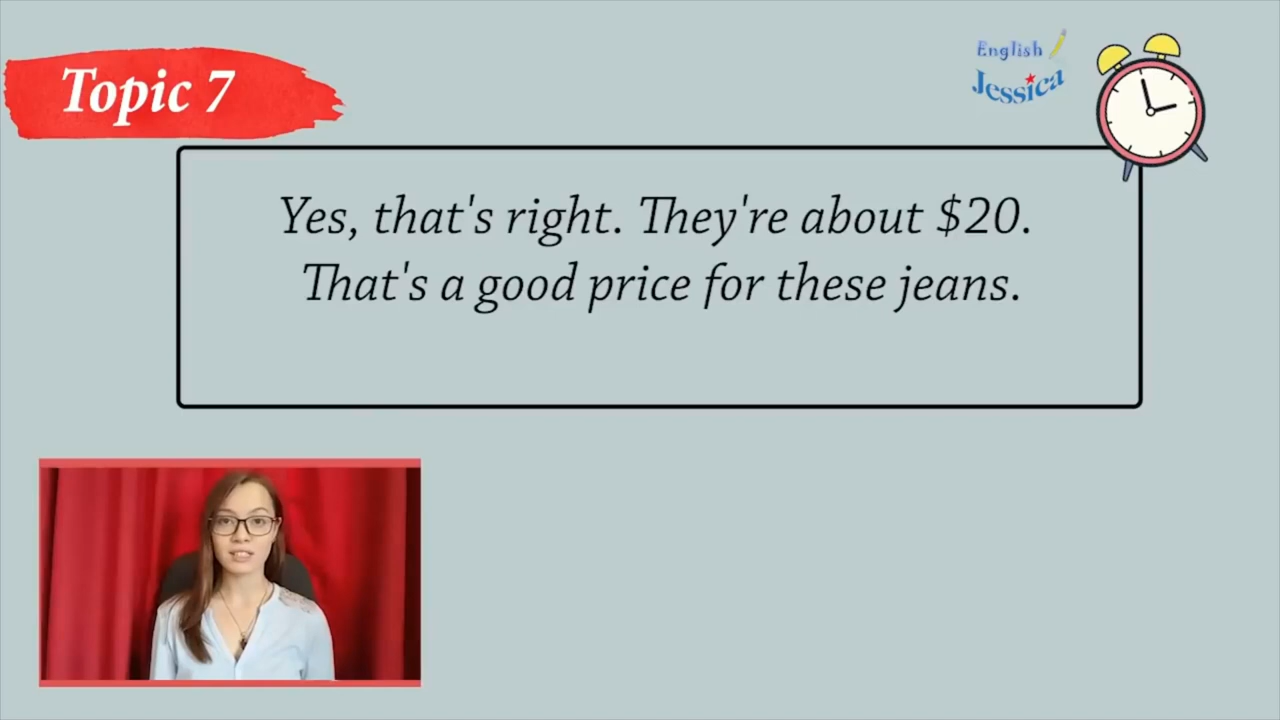 Topic 7
English
Jessica
Yes, that's right. They're about $20.
That's a good price for these jeans.